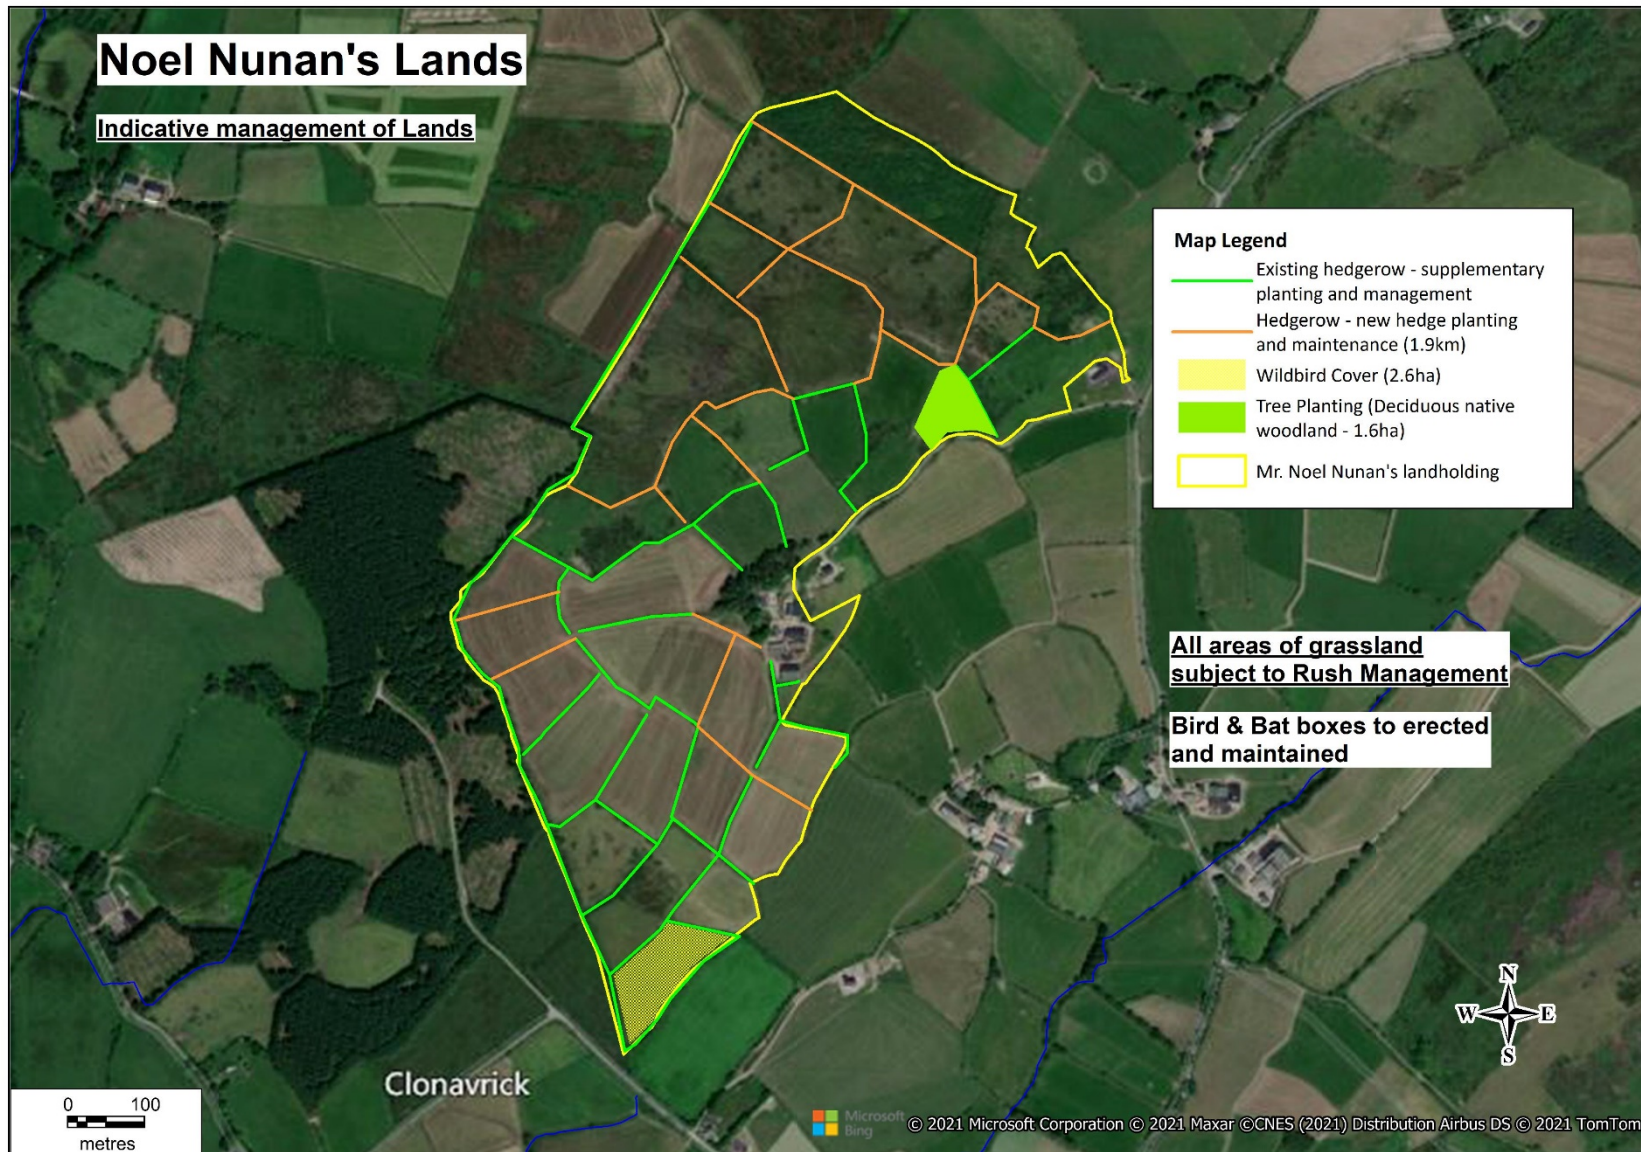 Noel Nunan's Lands
Indicative management of Lands
Map Legend
Existing hedgerow - supplementary
planting and management
Hedgerow - new hedge planting
and maintenance (1.9km)
Wildbird Cover (2.6ha)
Tree Planting (Deciduous native
woodland - 1.6ha)
Mr. Noel Nunan's landholding
All areas of grassland
subject to Rush Management
Bird & Bat boxes to erected
and maintained
N
W E
S
Clonavrick
0 100
metres
Microsoft
Bing
© 2021 Microsoft Corporation © 2021 Maxar ©CNES (2021) Distribution Airbus DS © 2021 TomTom